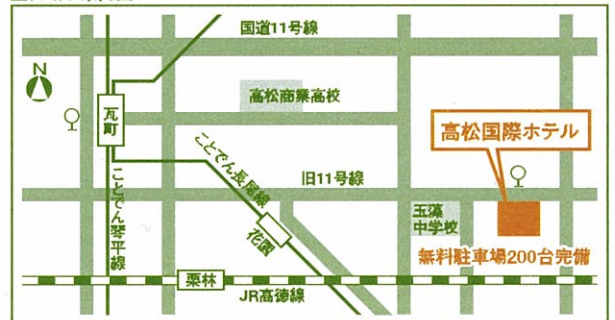 国道11号線
N
高松商業高校
瓦町
高松国際ホテル
ことでん長尾線
旧11号線
ことでん琴平線
花園
玉藻
中学校
無料駐車場200台完備
栗林
JR高徳線